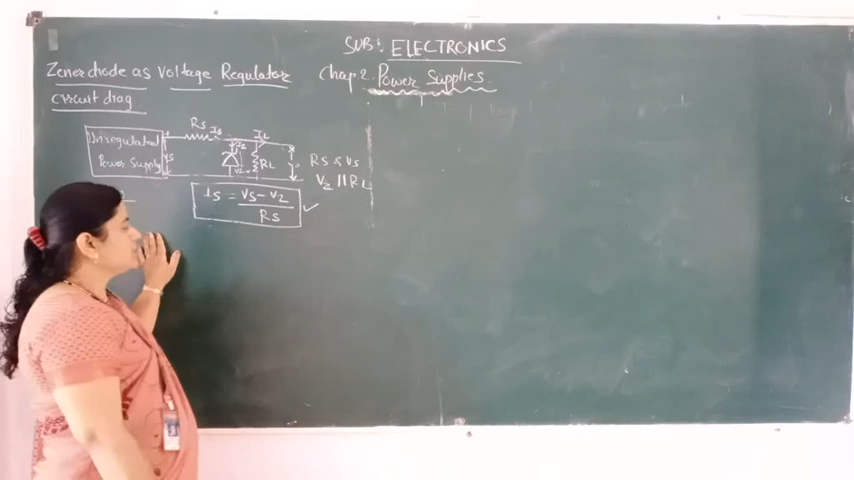 SUB: ELECTRONICS
Zener diode as Voltage Regulator
Chap 2 Power Supplies
circuit diag
Unregulated
Power Supply
Vs
Rs
Is
IL
RL
Rs & Vs
Vz || RL
Is = Vs - Vz
Rs